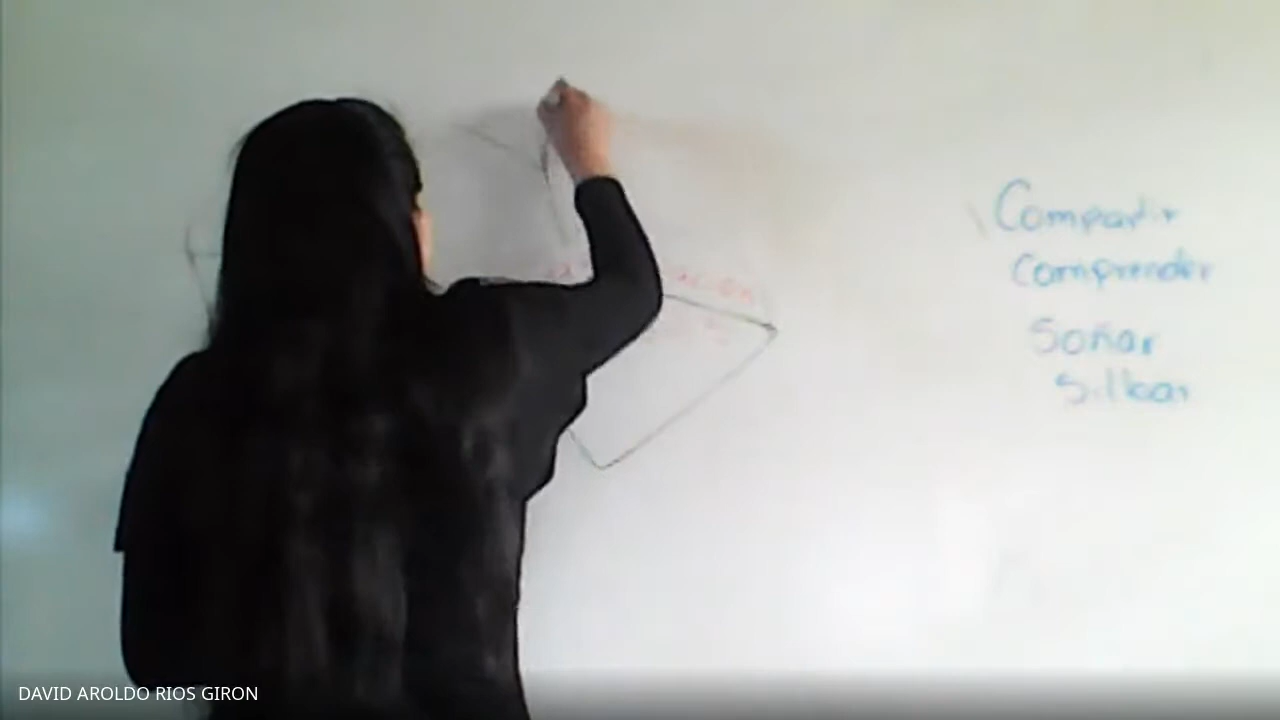 Compartir
Comprender
Soñar
Silbar
DAVID AROLDO RIOS GIRON